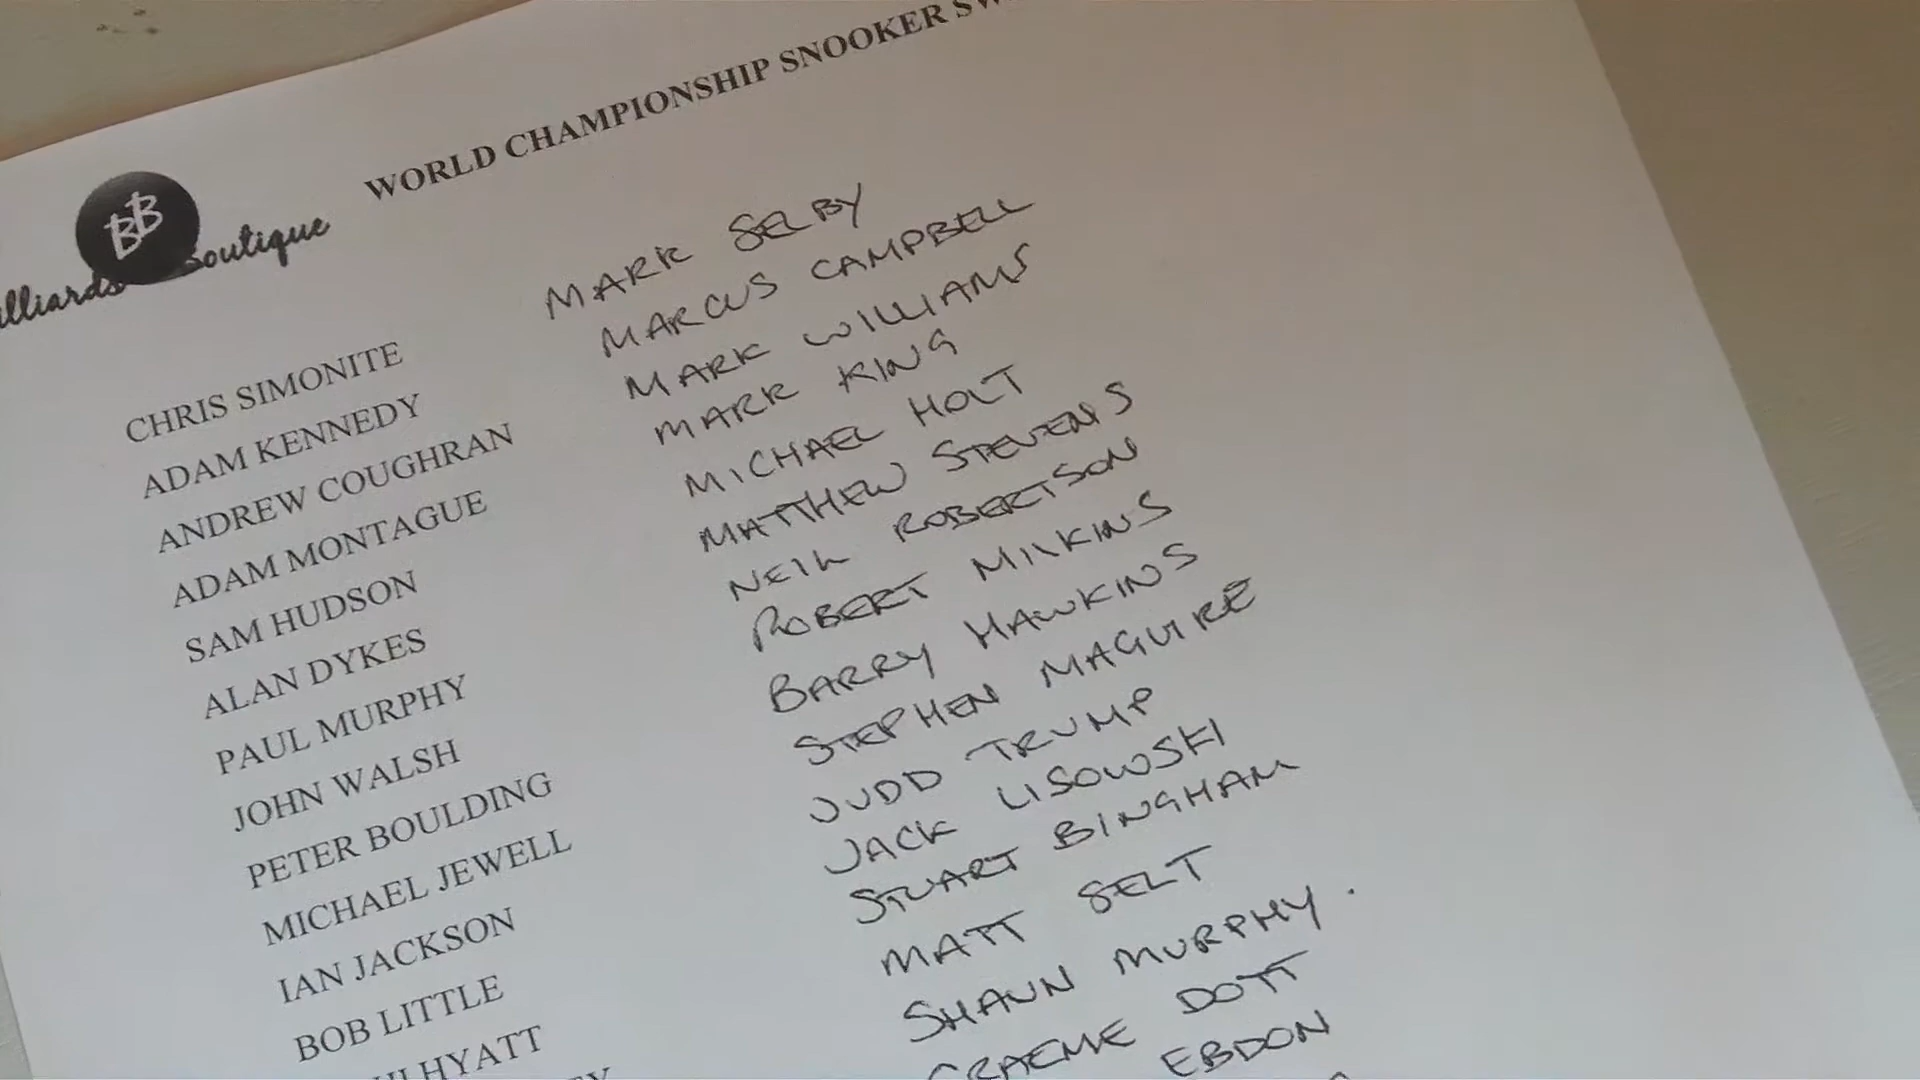 WORLD CHAMPIONSHIP SNOOKER
BB
Boutique
CHRIS SIMONITE MARK SELBY
ADAM KENNEDY MARCUS CAMPBELL
ANDREW COUGHRAN MARK WILLIAMS
ADAM MONTAGUE MARK KING
SAM HUDSON MICHAEL HOLT
ALAN DYKES MATTHEW STEVENS
PAUL MURPHY NEIL ROBERTSON
JOHN WALSH ROBERT MILKINS
PETER BOULDING BARRY HAWKINS
MICHAEL JEWELL STEPHEN MAGUIRE
IAN JACKSON JUDD TRUMP
BOB LITTLE JACK LISOWSKI
HYATT STUART BINGHAM
MATT SELT
SHAUN MURPHY.
GRAEME DOTT
EBDON